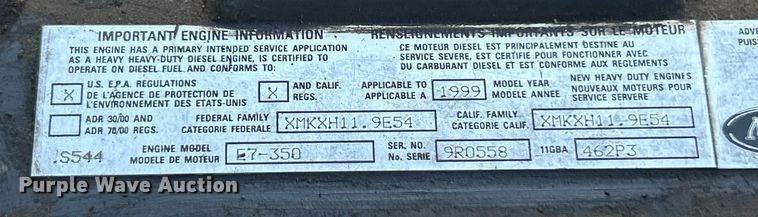 IMPORTANT ENGINE INFORMATION
RENSEIGNEMENTS IMPORTANTS SUR LE MOTEUR
THIS ENGINE HAS A PRIMARY INTENDED SERVICE APPLICATION
AS A HEAVY HEAVY-DUTY DIESEL ENGINE, IS CERTIFIED TO
OPERATE ON DIESEL FUEL AND CONFORMS TO:
CE MOTEUR DIESEL EST PRINCIPALEMENT DESTINE AU
SERVICE SEVERE, EST CERTIFIE POUR FONCTIONNER AVEC
DU CARBURANT DIESEL ET EST CONFORME AUX REGLEMENTS
X U.S. E.P.A. REGULATIONS
DE L'AGENCE DE PROTECTION DE
L'ENVIRONNEMENT DES ETATS-UNIS
X AND CALIF.
REGS.
APPLICABLE TO
APPLICABLE A
1999
MODEL YEAR
MODELE ANNEE
NEW HEAVY DUTY ENGINES
NOUVEAUX MOTEURS POUR
SERVICE SERVERE
ADR 30/00 AND
ADR 70/00 REGS.
FEDERAL FAMILY
CATEGORIE FEDERALE
XMKXH11.9E54
CALIF. FAMILY
CATEGORIE CALIF.
XMKXH11.9E54
S544
ENGINE MODEL
MODELE DE MOTEUR
E7-350
SER. NO.
No. SERIE
9R0558
11GBA
462P3
ADVE
PUIS
M
Purple Wave Auction